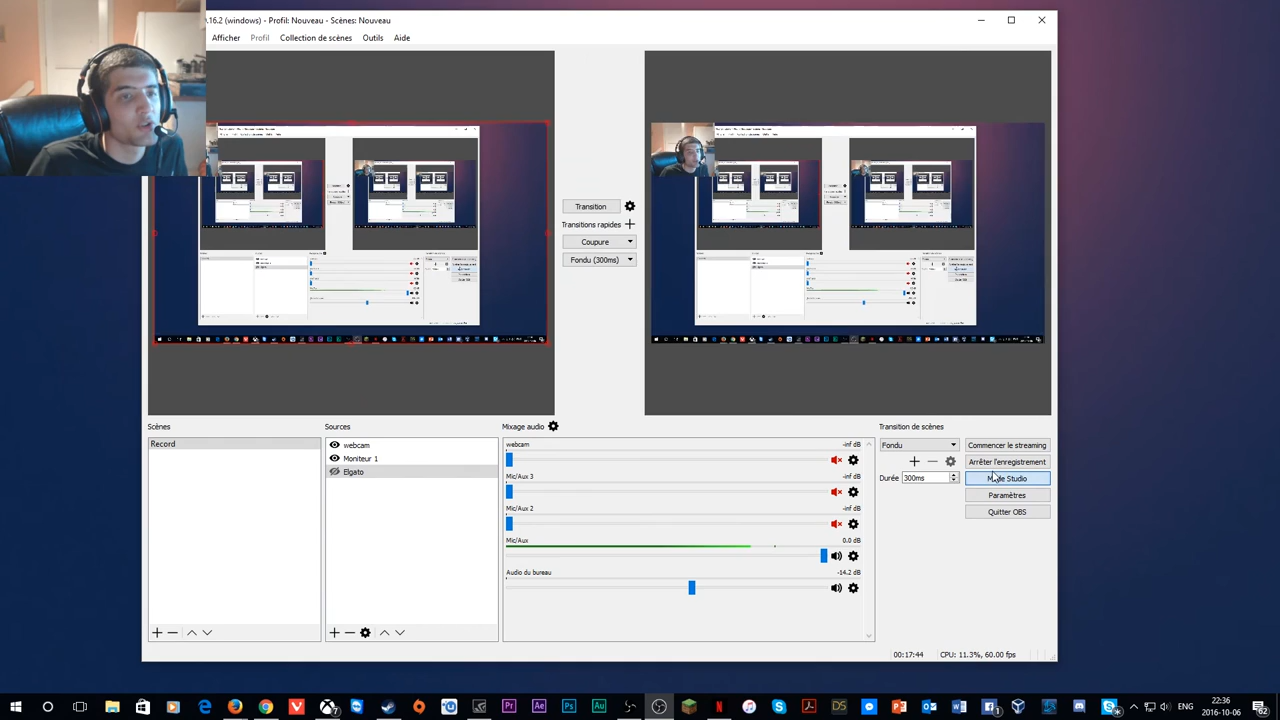 .16.2 (windows) - Profil: Nouveau - Scènes: Nouveau
Afficher Profil Collection de scènes Outils Aide
Transition
Transitions rapides
Coupure
Fondu (300ms)
Scènes
Record
Sources
webcam
Moniteur 1
Elgato
Mixage audio
webcam -inf dB
Mic/Aux 3 -inf dB
Mic/Aux 2 -inf dB
Mic/Aux 0.0 dB
Audio du bureau -14.2 dB
Transition de scènes
Fondu
Durée 300ms
Commencer le streaming
Arrêter l'enregistrement
Mode Studio
Paramètres
Quitter OBS
00:17:44 CPU: 11.3%, 60.00 fps
ENG
22:36
2016-10-06